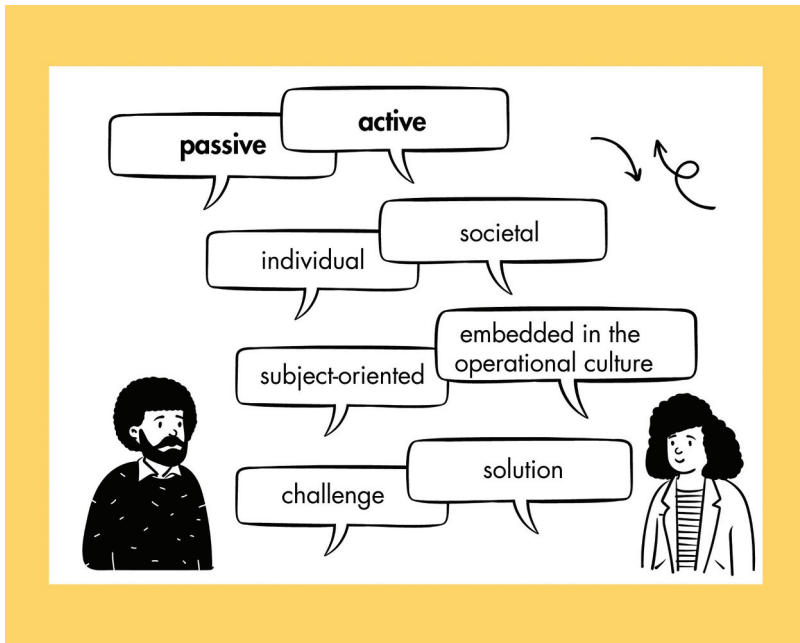 passive
active
individual
societal
subject-oriented
embedded in the
operational culture
challenge
solution